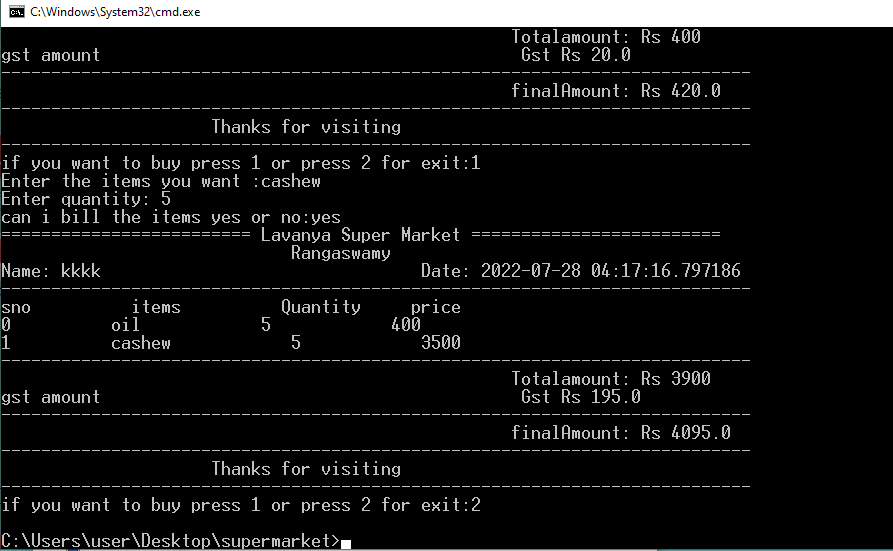 C:\Windows\System32\cmd.exe
Totalamount: Rs 400
gst amount Gst Rs 20.0
---------------------------------------------------------------------------
finalAmount: Rs 420.0
---------------------------------------------------------------------------
Thanks for visiting
---------------------------------------------------------------------------
if you want to buy press 1 or press 2 for exit:1
Enter the items you want :cashew
Enter quantity: 5
can i bill the items yes or no:yes
========================= Lavanya Super Market =========================
Rangaswamy
Name: kkkk Date: 2022-07-28 04:17:16.797186
---------------------------------------------------------------------------
sno items Quantity price
0 oil 5 400
1 cashew 5 3500
---------------------------------------------------------------------------
Totalamount: Rs 3900
gst amount Gst Rs 195.0
---------------------------------------------------------------------------
finalAmount: Rs 4095.0
---------------------------------------------------------------------------
Thanks for visiting
---------------------------------------------------------------------------
if you want to buy press 1 or press 2 for exit:2
C:\Users\user\Desktop\supermarket>